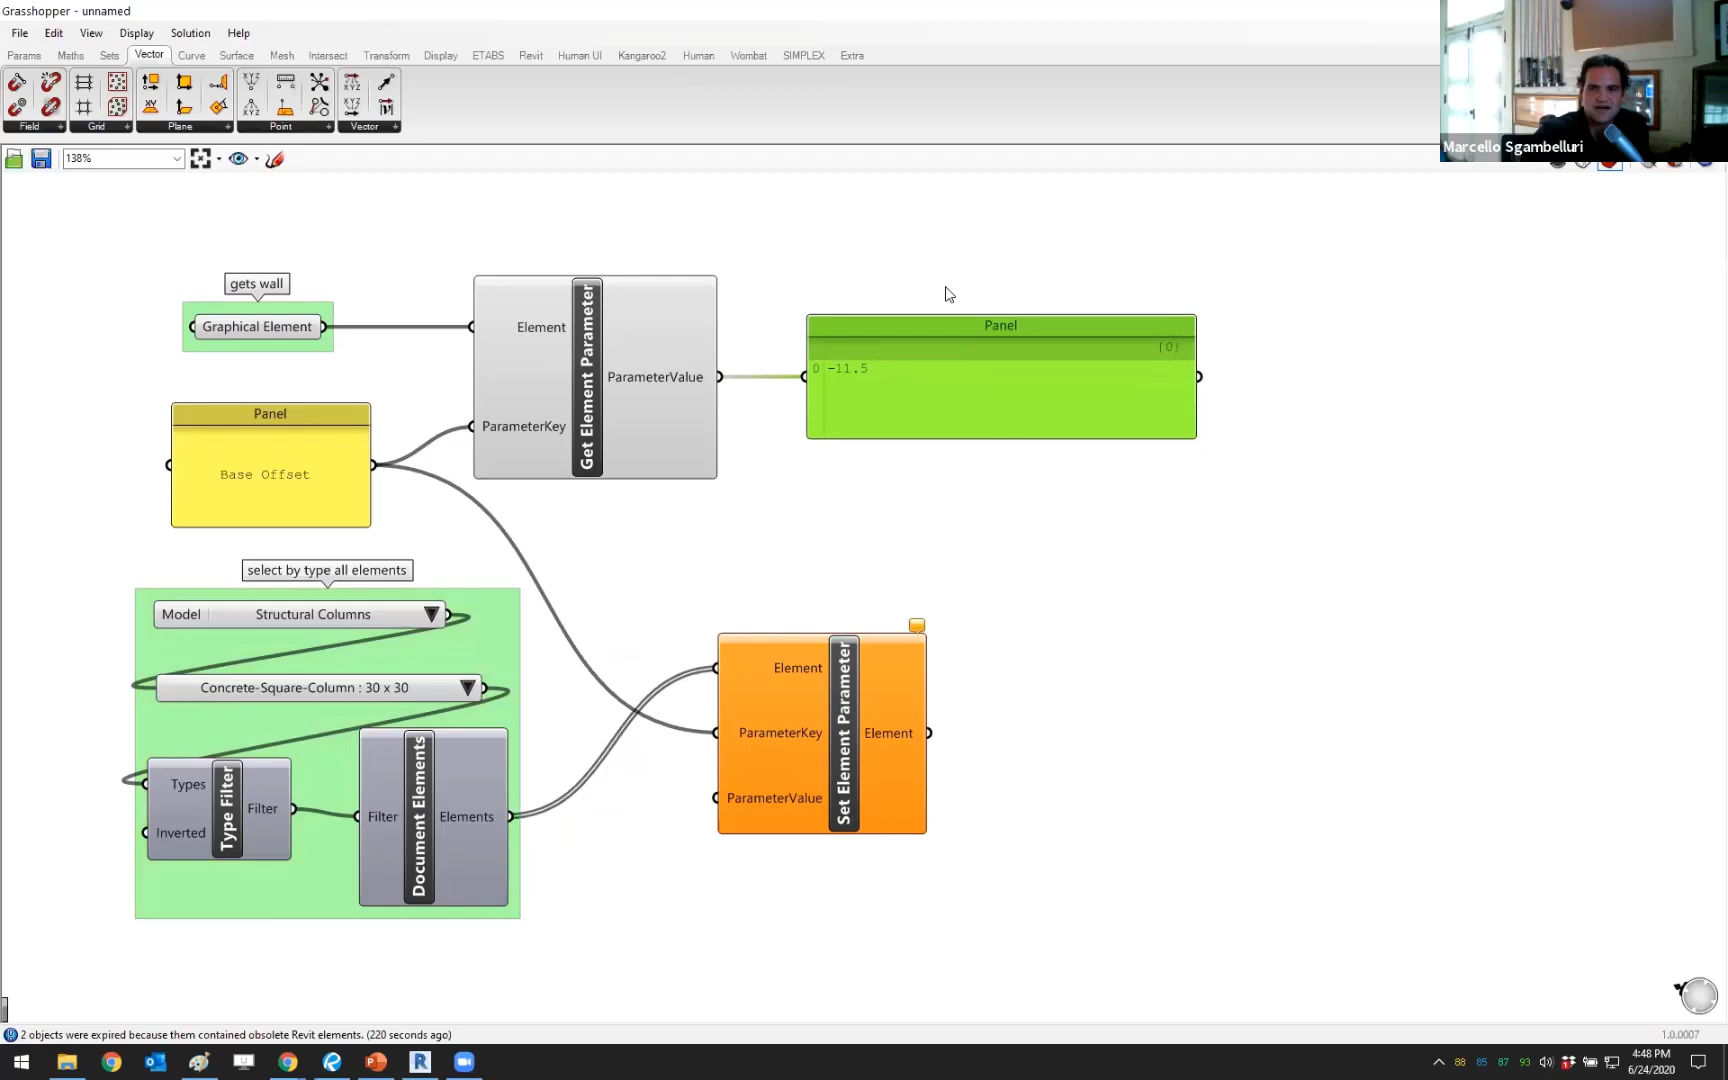 Grasshopper - unnamed
File Edit View Display Solution Help
Params Maths Sets Vector Curve Surface Mesh Intersect Transform Display ETABS Revit Human UI Kangaroo2 Human Wombat SIMPLEX Extra
Field Grid Plane Point Vector
138%
Marcello Sgambelluri
gets wall
Graphical Element
Element
ParameterKey
Get Element Parameter
ParameterValue
Panel
{0}
0 -11.5
Panel
Base Offset
select by type all elements
Model Structural Columns
Concrete-Square-Column : 30 x 30
Types
Inverted
Type Filter
Filter
Filter
Document Elements
Elements
Element
ParameterKey
ParameterValue
Set Element Parameter
Element
2 objects were expired because them contained obsolete Revit elements. (220 seconds ago)
1.0.0007
88 85 87 93
4:48 PM
6/24/2020